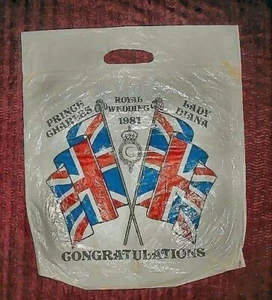 PRINCE CHARLES
ROYAL WEDDING 1981
LADY DIANA
CONGRATULATIONS